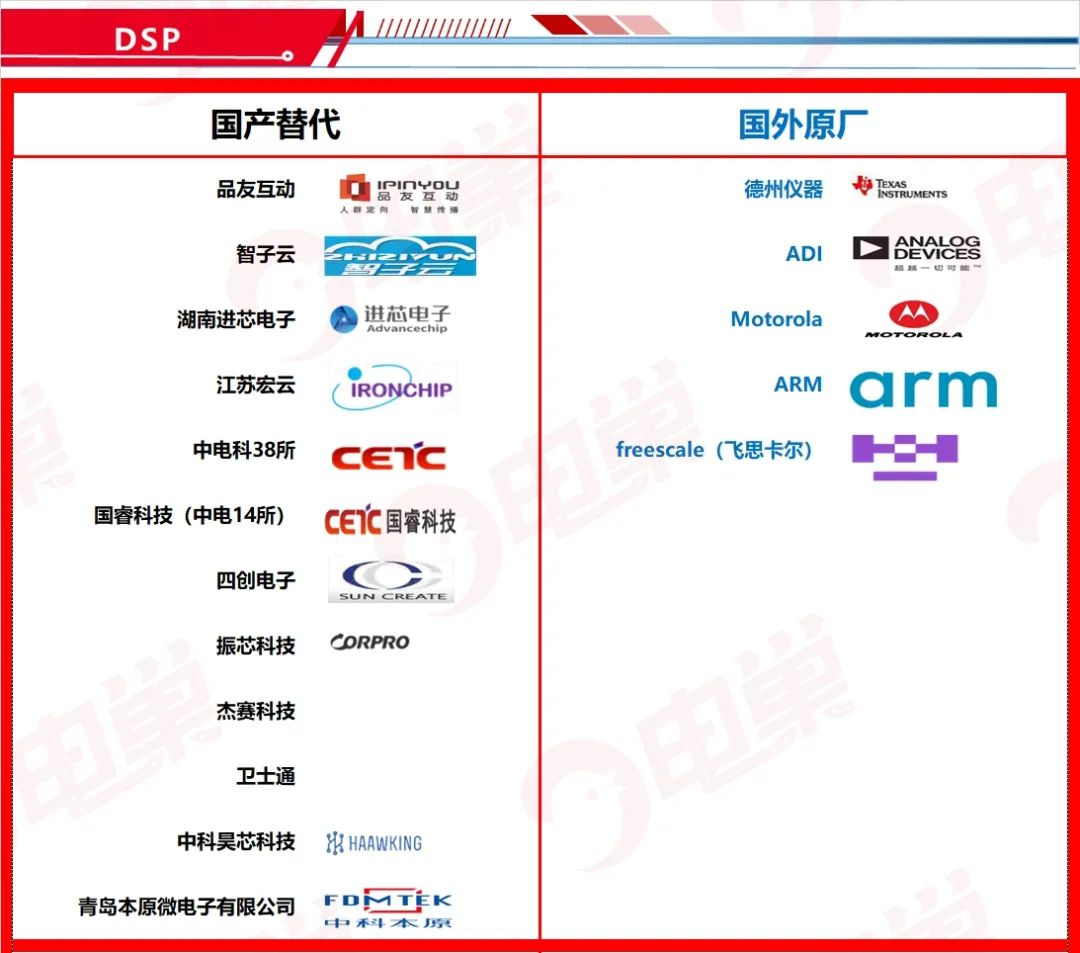 DSP
国产替代
国外原厂
品友互动
IPINYOU
品友互动
人群定向 智慧传播
德州仪器
TEXAS
INSTRUMENTS
智子云
ZHIZIYUN
智子云
ADI
ANALOG
DEVICES
超越一切可能™
湖南进芯电子
进芯电子
Advancechip
Motorola
MOTOROLA
江苏宏云
IRONCHIP
ARM
arm
中电科38所
CETC
freescale（飞思卡尔）
国睿科技（中电14所）
CETC国睿科技
四创电子
SUN CREATE
振芯科技
CORPRO
杰赛科技
卫士通
中科昊芯科技
HAAWKING
青岛本原微电子有限公司
FDMTEK
中科本原
电巢